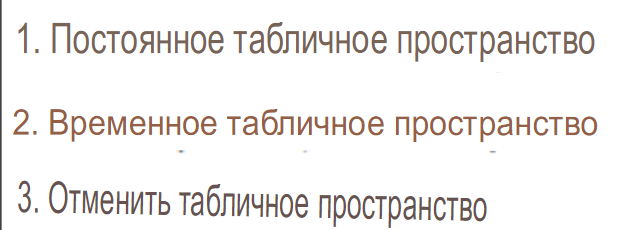 1. Постоянное табличное пространство
2. Временное табличное пространство
3. Отменить табличное пространство